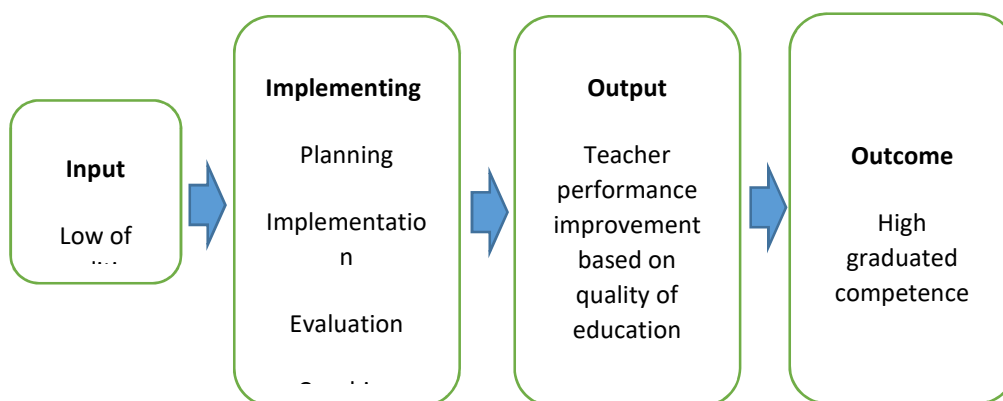 Input
Low of
Implementing
Planning
Implementatio
n
Evaluation
Output
Teacher
performance
improvement
based on
quality of
education
Outcome
High
graduated
competence